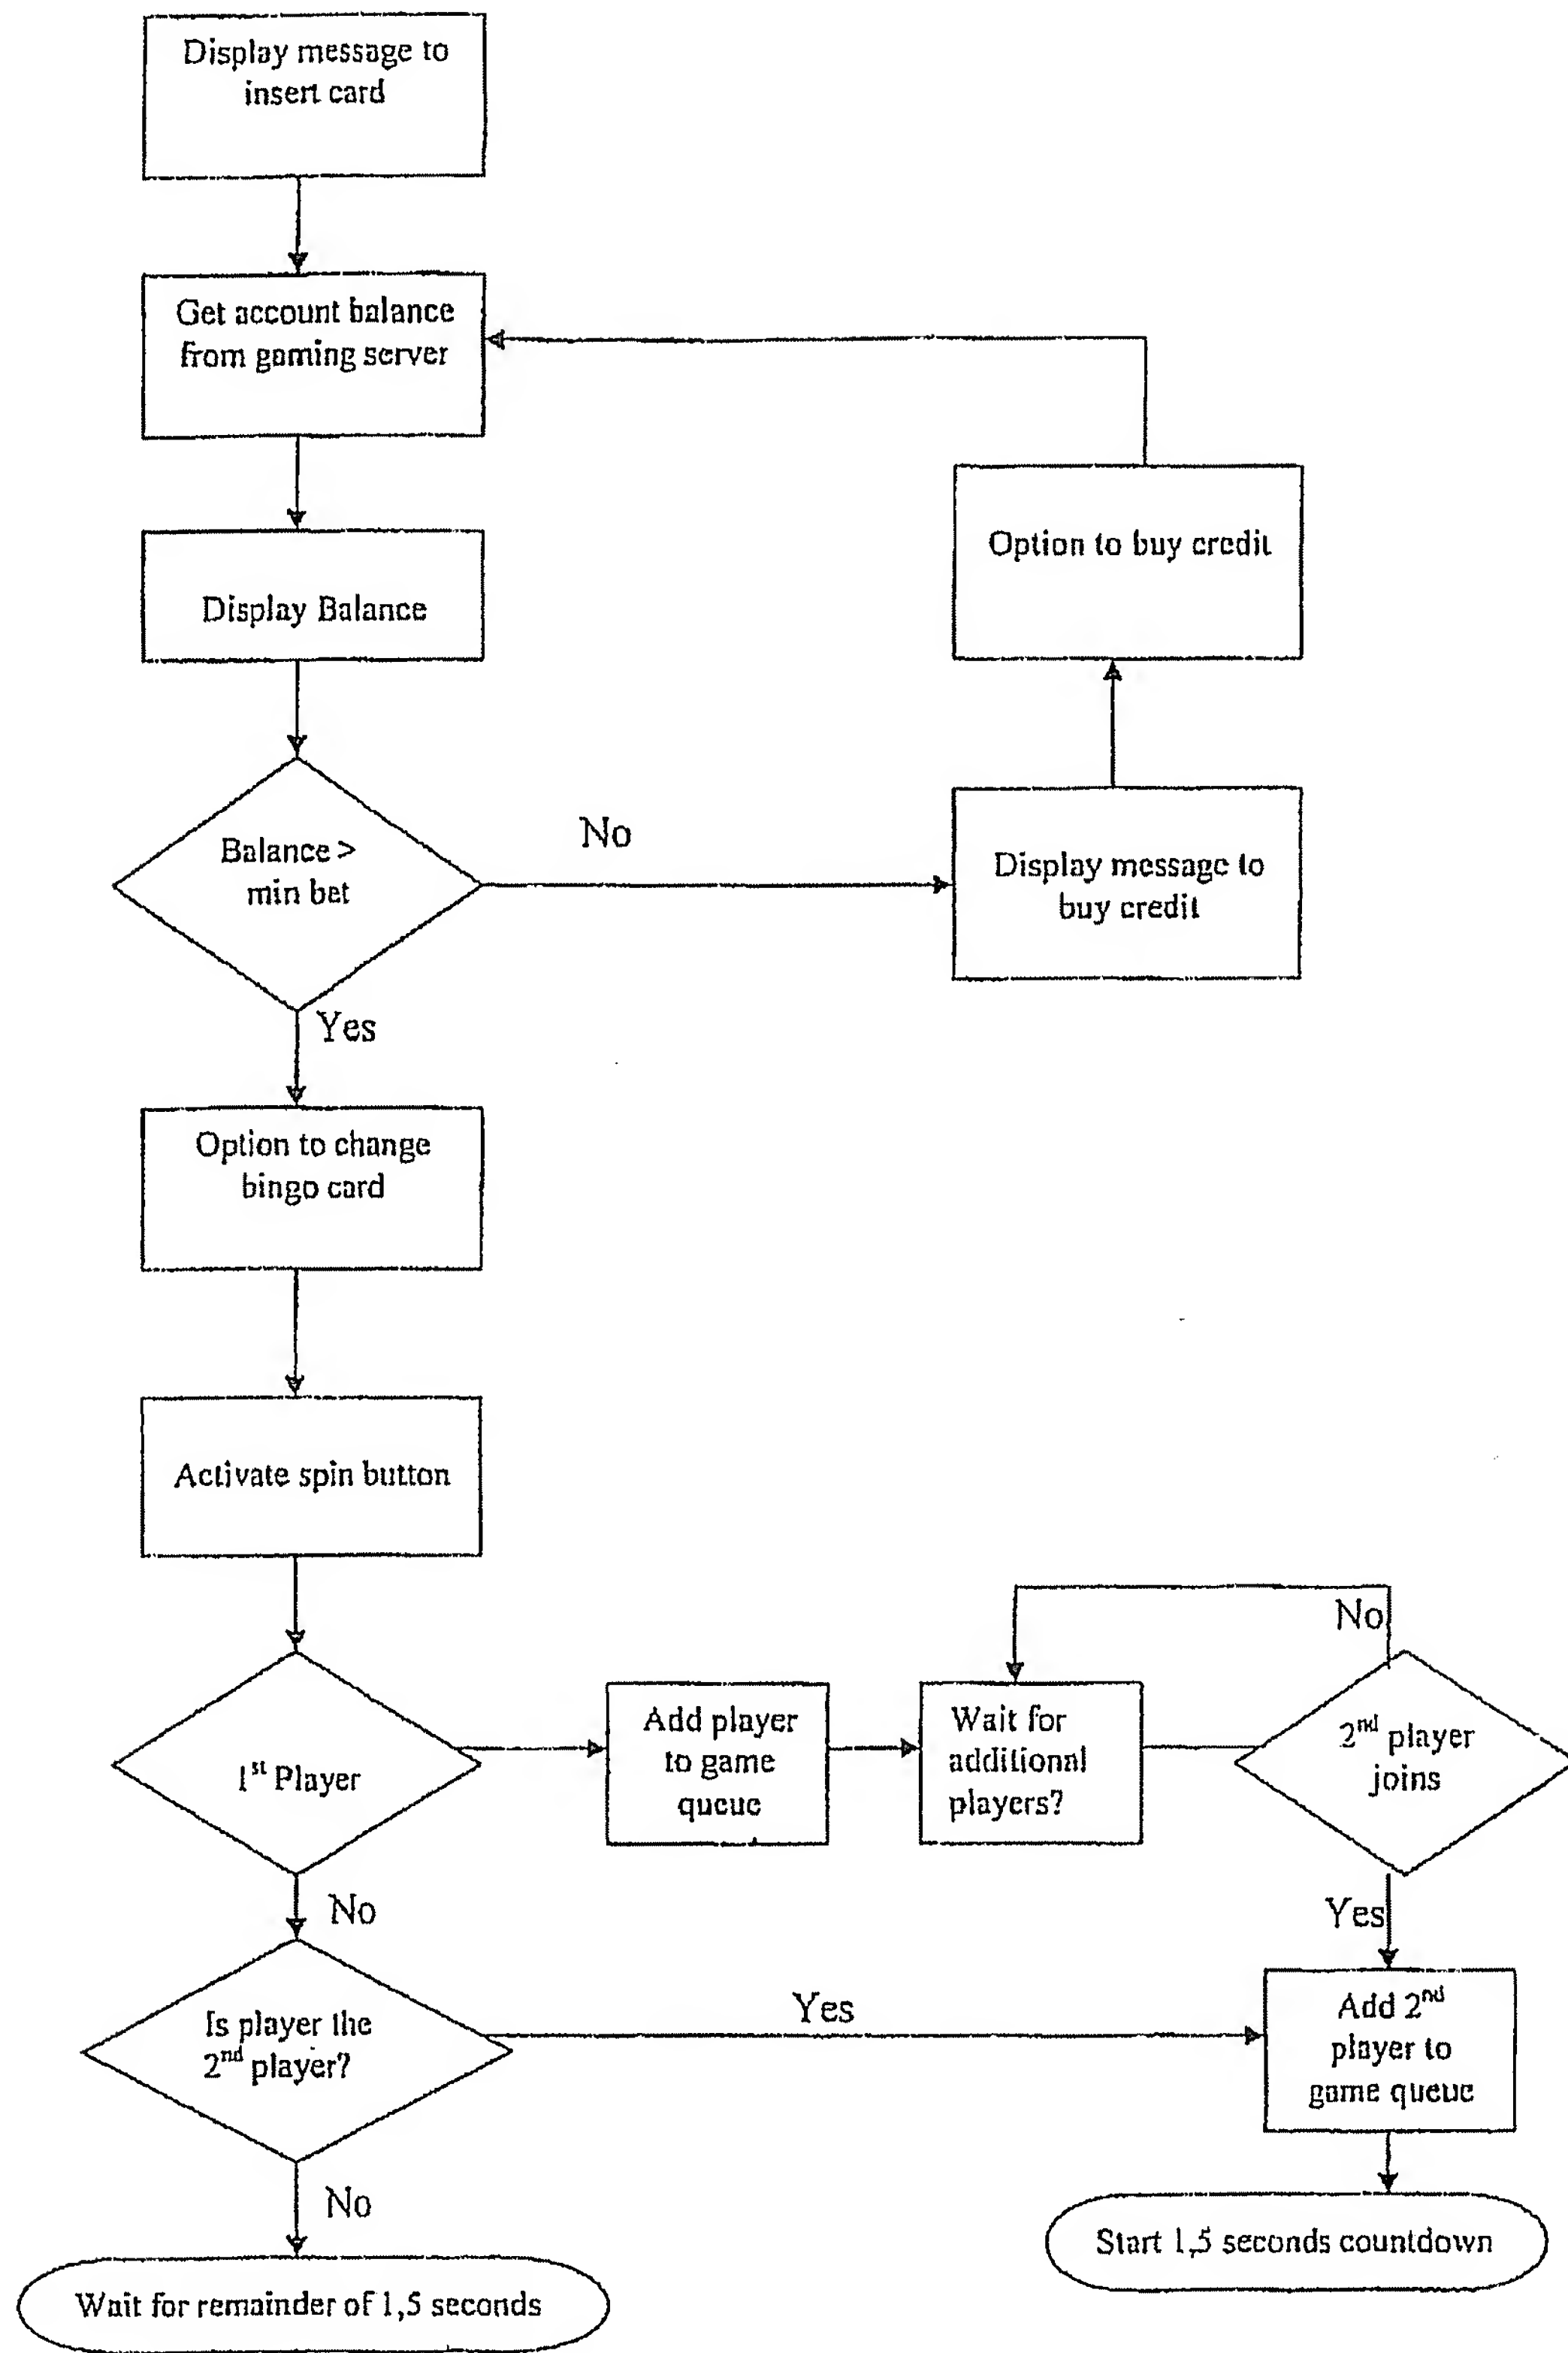 Display message to
insert card
Get account balance
from gaming server
Option to buy credit
Display Balance
No
Balance >
min bet
Display message to
buy credit
Yes
Option to change
bingo card
Activate spin button
No
Add player
to game
queue
Wait for
additional
players?
2nd player
joins
1st Player
No
Yes
Is player the
2nd player?
Yes
Add 2nd
player to
game queue
No
Start 1,5 seconds countdown
Wait for remainder of 1,5 seconds